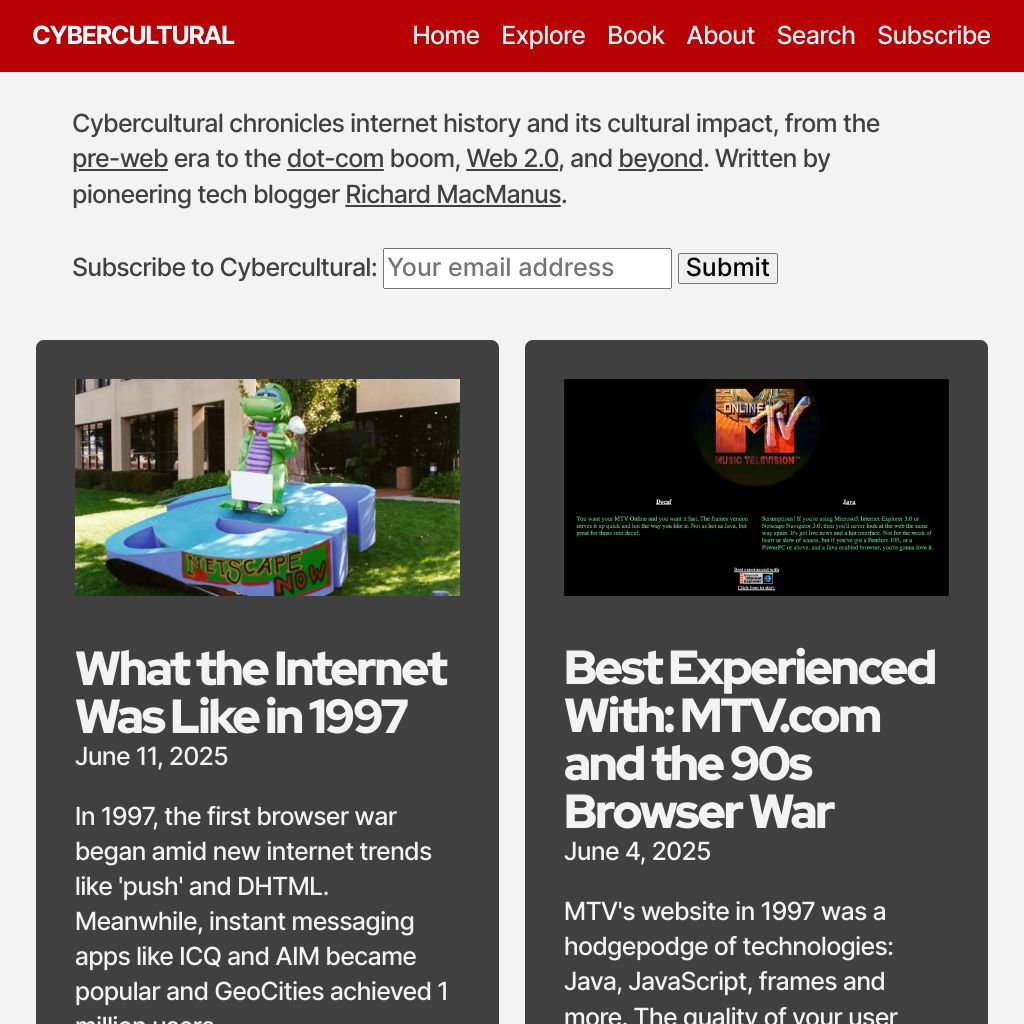 CYBERCULTURAL
Home Explore Book About Search Subscribe
Cybercultural chronicles internet history and its cultural impact, from the
pre-web era to the dot-com boom, Web 2.0, and beyond. Written by
pioneering tech blogger Richard MacManus.
Subscribe to Cybercultural: Your email address Submit
NETSCAPE
NOW
What the Internet
Was Like in 1997
June 11, 2025
In 1997, the first browser war
began amid new internet trends
like 'push' and DHTML.
Meanwhile, instant messaging
apps like ICQ and AIM became
popular and GeoCities achieved 1
million users.
ONLINE
MTV
MUSIC TELEVISION™
Decaf
You want your MTV Online and you want it fast. The frames version
serves it up quick and hot the way you like it. Not as hot as Java, but
great for those into decaf.
Java
Scrumptious! If you're using Microsoft Internet Explorer 3.0 or
Netscape Navigator 3.0, then you'll never look at the web the same
way again. It's got live news and a hot interface. Not for the weak of
heart or slow of access, but if you've got a Pentium 100, or a
PowerPC or above, and a Java enabled browser, you're gonna love it.
Best experienced with
Click here to start.
Best Experienced
With: MTV.com
and the 90s
Browser War
June 4, 2025
MTV's website in 1997 was a
hodgepodge of technologies:
Java, JavaScript, frames and
more. The quality of your user